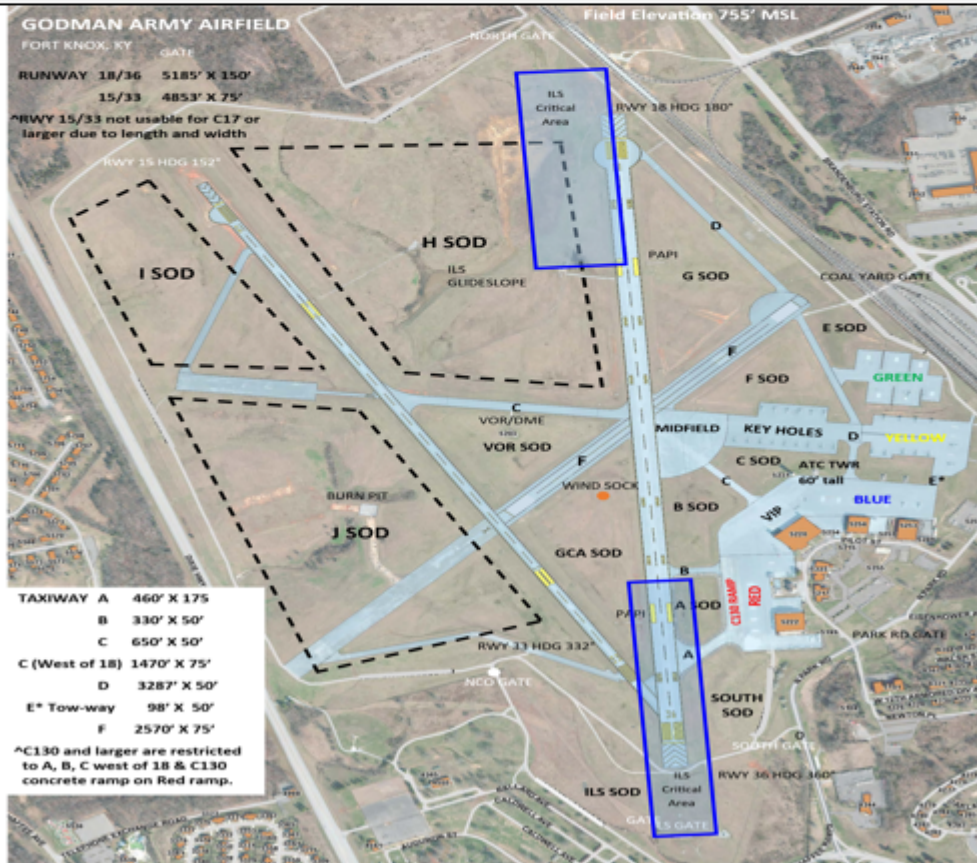 GODMAN ARMY AIRFIELD
FORT KNOX, KY
GATE
RUNWAY 18/36 5185' X 150'
15/33 4853' X 75'
^RWY 15/33 not usable for C17 or
larger due to length and width
Field Elevation 755' MSL
NORTH GATE
ILS
Critical
Area
RWY 18 HDG 180°
RWY 15 HDG 152°
H SOD
I SOD
ILS
GLIDESLOPE
PAPI
D
G SOD
COAL YARD GATE
E SOD
F
F SOD
GREEN
C
VOR/DME
VOR SOD
MIDFIELD
KEY HOLES
D
YELLOW
F
C SOD
ATC TWR
60' tall
E*
WIND SOCK
C
BLUE
B SOD
VIP
BURN PIT
J SOD
GCA SOD
B
C130 RAMP
RED
PAPI
A SOD
A
PARK RD GATE
RWY 33 HDG 332°
NCO GATE
SOUTH
SOD
SOUTH GATE
RWY 36 HDG 360°
ILS SOD
ILS
Critical
Area
TAXIWAY A 460' X 175
B 330' X 50'
C 650' X 50'
C (West of 18) 1470' X 75'
D 3287' X 50'
E* Tow-way 98' X 50'
F 2570' X 75'
^C130 and larger are restricted
to A, B, C west of 18 & C130
concrete ramp on Red ramp.
TELEPHONE EXCHANGE ROAD